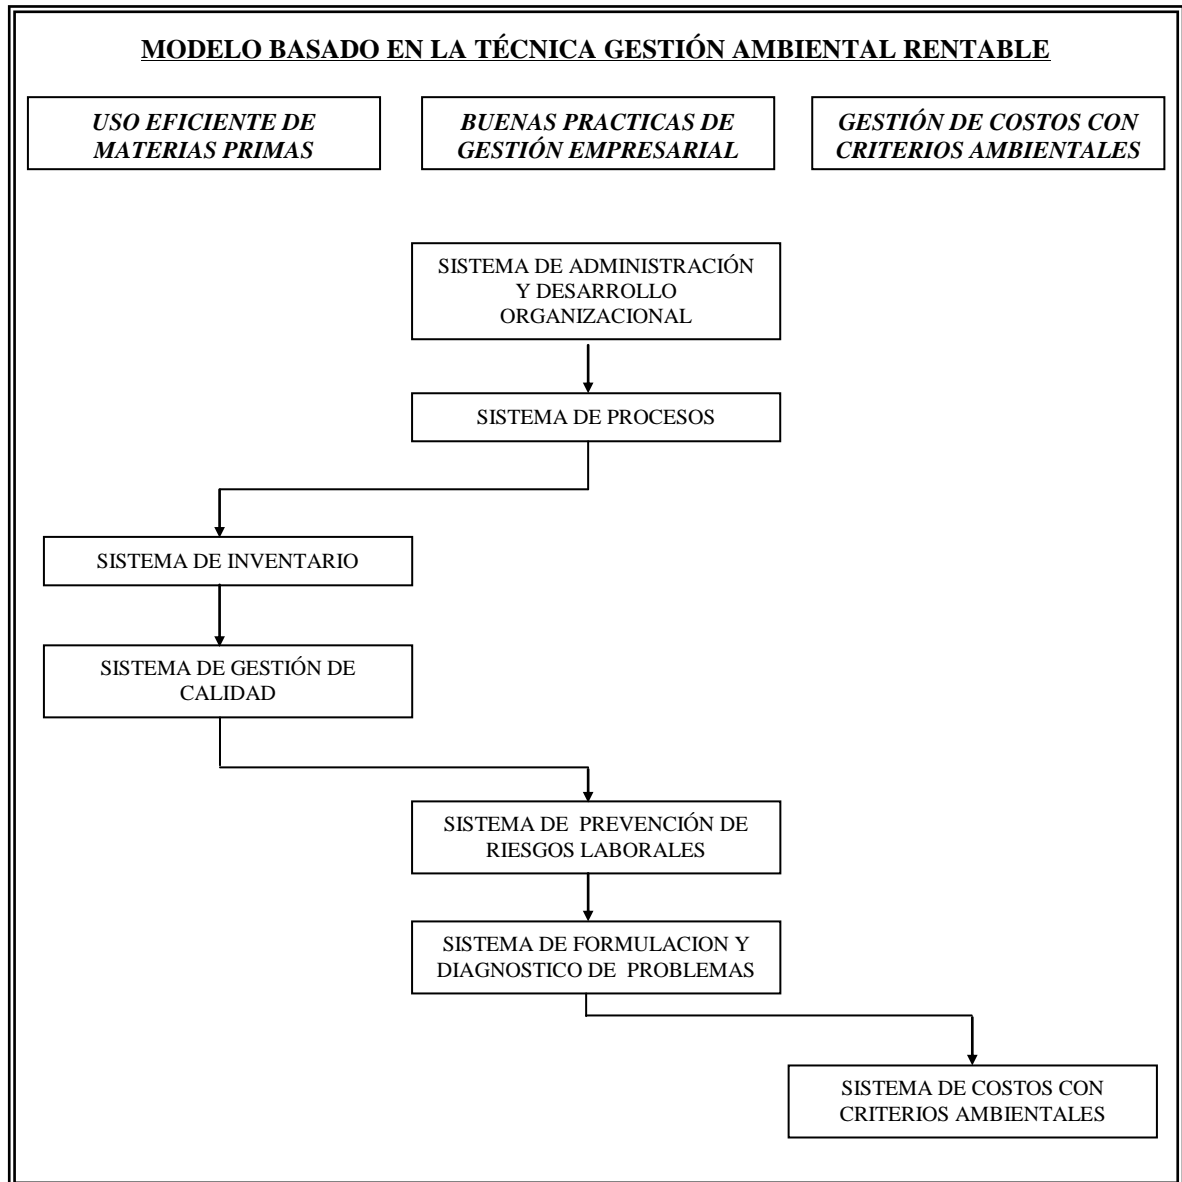 MODELO BASADO EN LA TÉCNICA GESTIÓN AMBIENTAL RENTABLE
USO EFICIENTE DE
MATERIAS PRIMAS
BUENAS PRACTICAS DE
GESTIÓN EMPRESARIAL
GESTIÓN DE COSTOS CON
CRITERIOS AMBIENTALES
SISTEMA DE ADMINISTRACIÓN
Y DESARROLLO
ORGANIZACIONAL
SISTEMA DE PROCESOS
SISTEMA DE INVENTARIO
SISTEMA DE GESTIÓN DE
CALIDAD
SISTEMA DE PREVENCIÓN DE
RIESGOS LABORALES
SISTEMA DE FORMULACION Y
DIAGNOSTICO DE PROBLEMAS
SISTEMA DE COSTOS CON
CRITERIOS AMBIENTALES